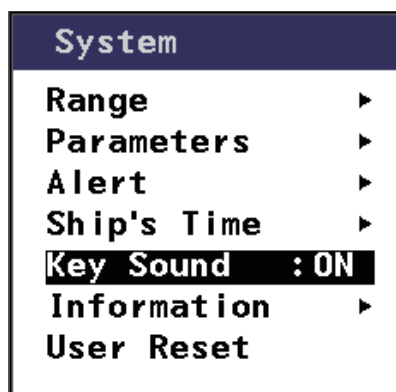 System
Range ►
Parameters ►
Alert ►
Ship's Time ►
Key Sound : ON
Information ►
User Reset